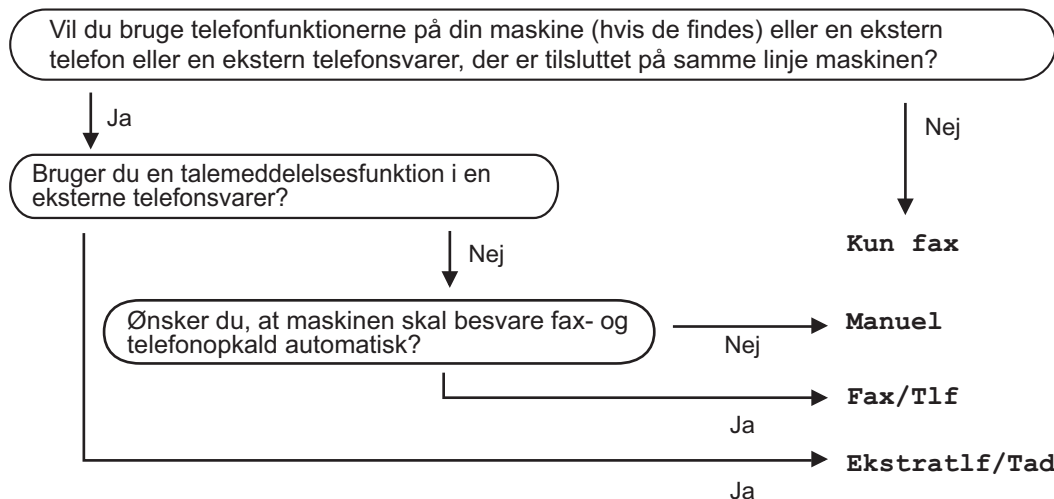 Vil du bruge telefonfunktionerne på din maskine (hvis de findes) eller en ekstern
telefon eller en ekstern telefonsvarer, der er tilsluttet på samme linje maskinen?
Ja
Nej
Bruger du en talemeddelelsesfunktion i en
eksterne telefonsvarer?
Kun fax
Nej
Ønsker du, at maskinen skal besvare fax- og
telefonopkald automatisk?
Nej
Manuel
Ja
Fax/Tlf
Ja
Ekstratlf/Tad